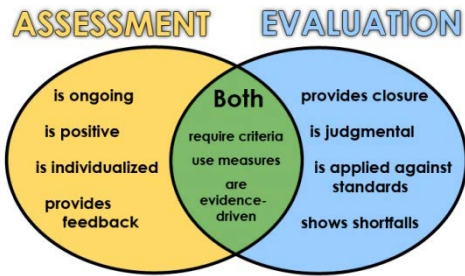 ASSESSMENT
EVALUATION
is ongoing
is positive
is individualized
provides
feedback
Both
require criteria
use measures
are
evidence-
driven
provides closure
is judgmental
is applied against
standards
shows shortfalls